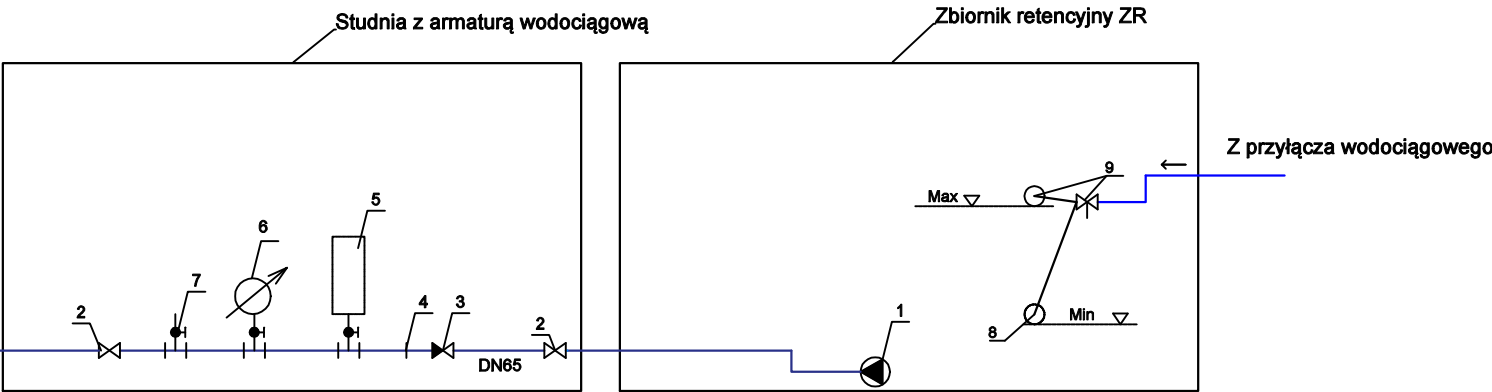 Studnia z armaturą wodociągową
Zbiornik retencyjny ZR
Z przyłącza wodociągowego
9
Max
5
6
7
4
3
2
2
1
Min
8
DN65